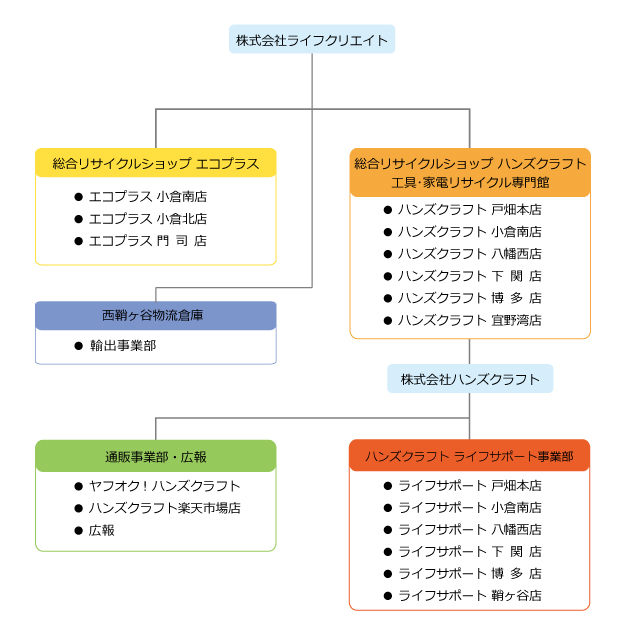 株式会社ライフクリエイト
総合リサイクルショップ エコプラス
● エコプラス 小倉南店
● エコプラス 小倉北店
● エコプラス 門 司 店
総合リサイクルショップ ハンズクラフト
工具・家電リサイクル専門館
● ハンズクラフト 戸畑本店
● ハンズクラフト 小倉南店
● ハンズクラフト 八幡西店
● ハンズクラフト 下 関 店
● ハンズクラフト 博 多 店
● ハンズクラフト 宜野湾店
西鞘ヶ谷物流倉庫
● 輸出事業部
株式会社ハンズクラフト
通販事業部・広報
● ヤフオク！ハンズクラフト
● ハンズクラフト楽天市場店
● 広報
ハンズクラフト ライフサポート事業部
● ライフサポート 戸畑本店
● ライフサポート 小倉南店
● ライフサポート 八幡西店
● ライフサポート 下 関 店
● ライフサポート 博 多 店
● ライフサポート 鞘ヶ谷店